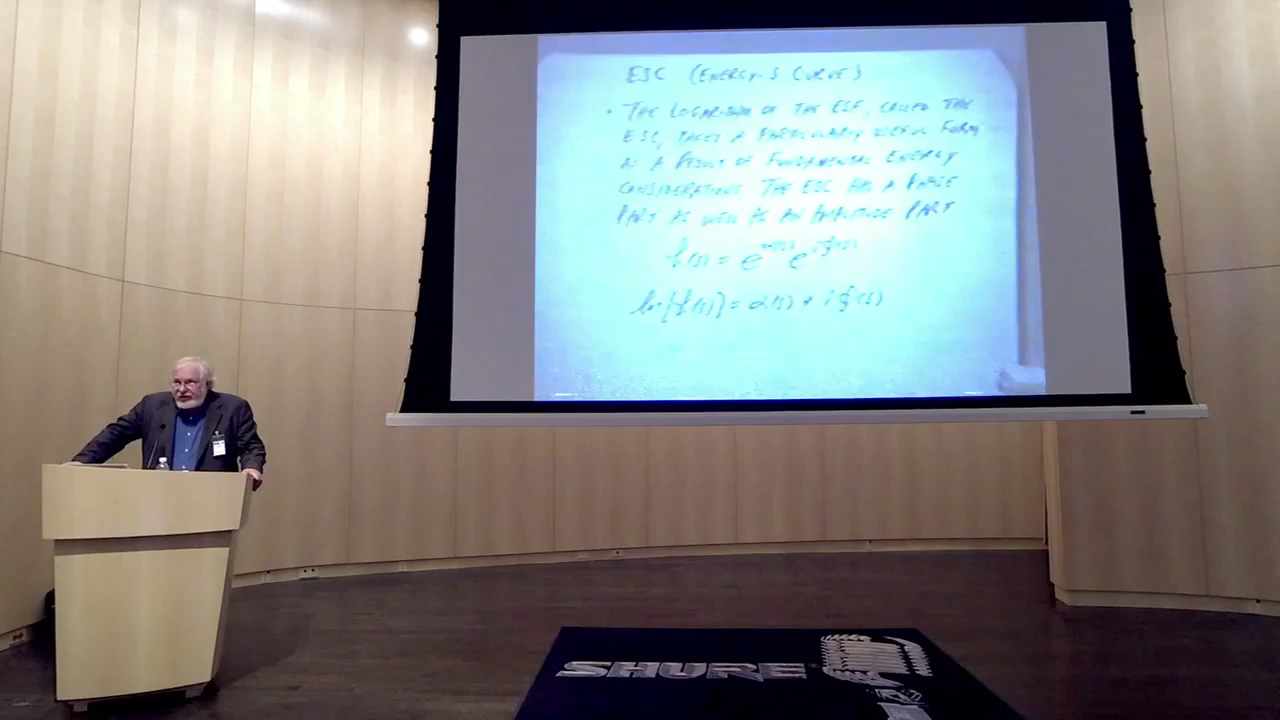 ESC (ENERGY-S CURVE)
• THE LOGARITHM OF THE ESF, CALLED THE
ESC, TAKES A PARTICULARLY USEFUL FORM
AS A RESULT OF FUNDAMENTAL ENERGY
CONSIDERATIONS THE ESC HAS A PHASE
PART AS WELL AS AN AMPLITUDE PART
SHURE